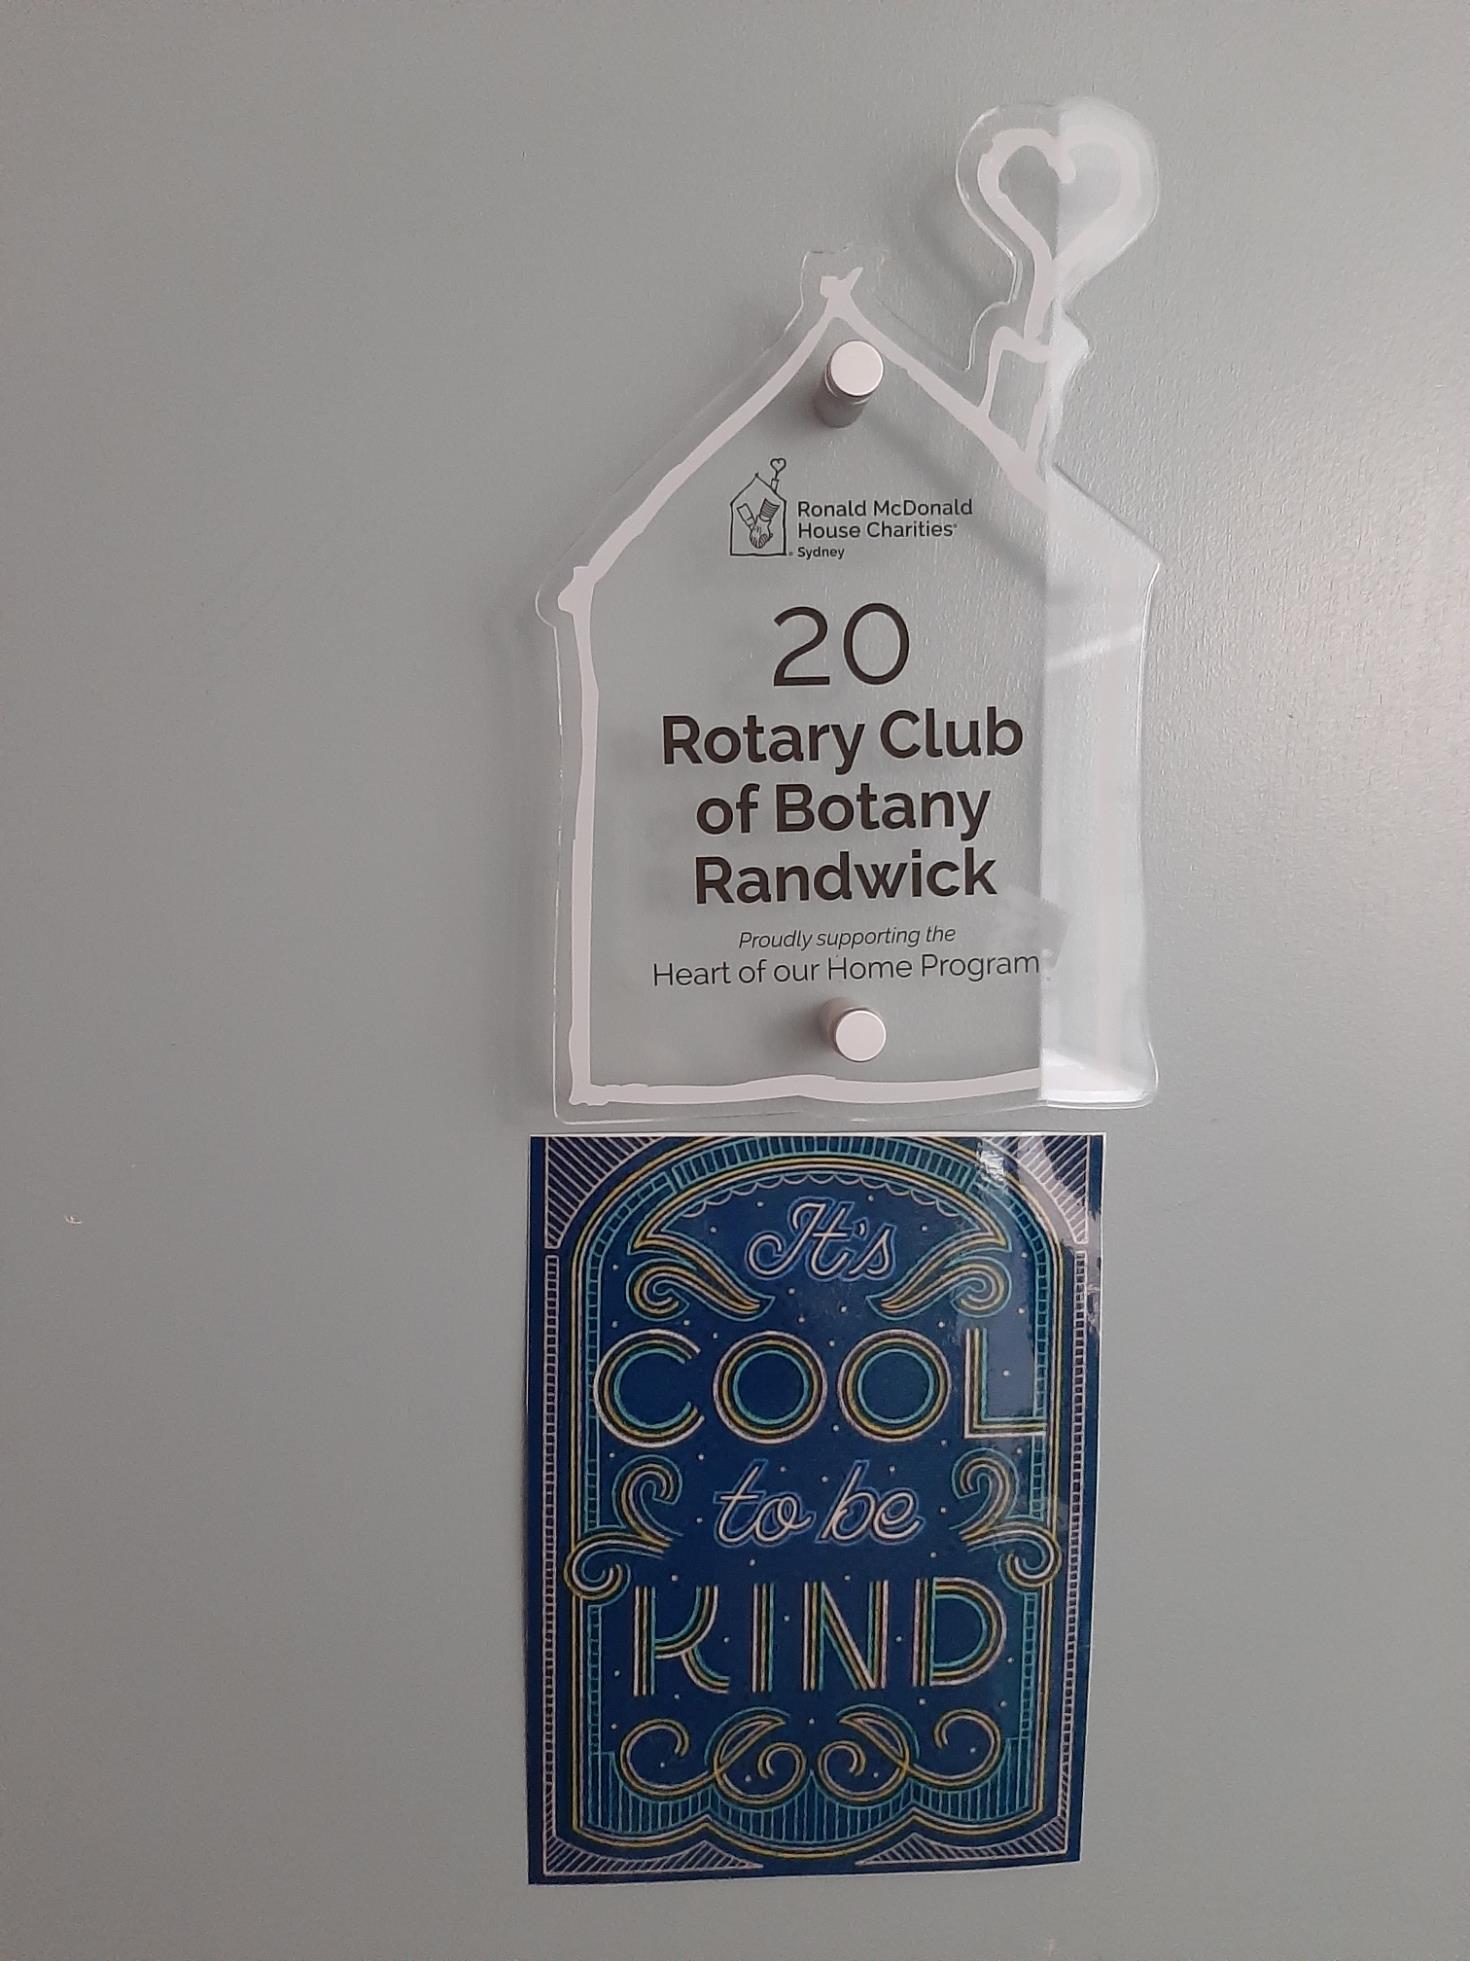 Ronald McDonald
House Charities®
Sydney
20
Rotary Club
of Botany
Randwick
Proudly supporting the
Heart of our Home Program
It's
COOL
to be
KIND